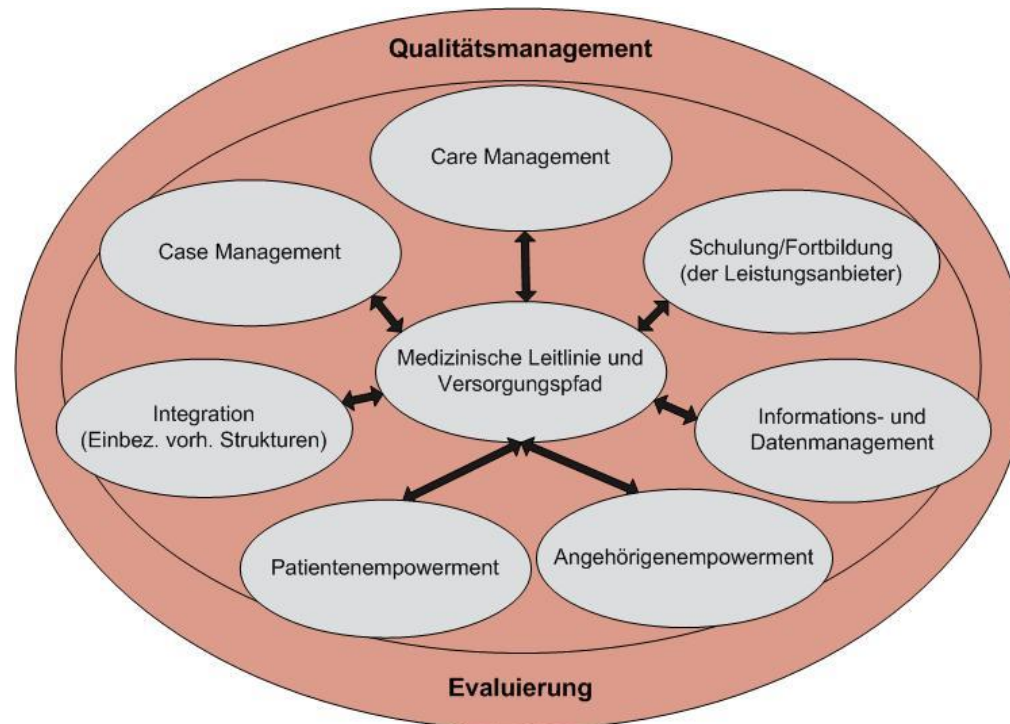 Qualitätsmanagement
Care Management
Case Management
Schulung/Fortbildung
(der Leistungsanbieter)
Medizinische Leitlinie und
Versorgungspfad
Integration
(Einbez. vorh. Strukturen)
Informations- und
Datenmanagement
Patientenempowerment
Angehörigenempowerment
Evaluierung